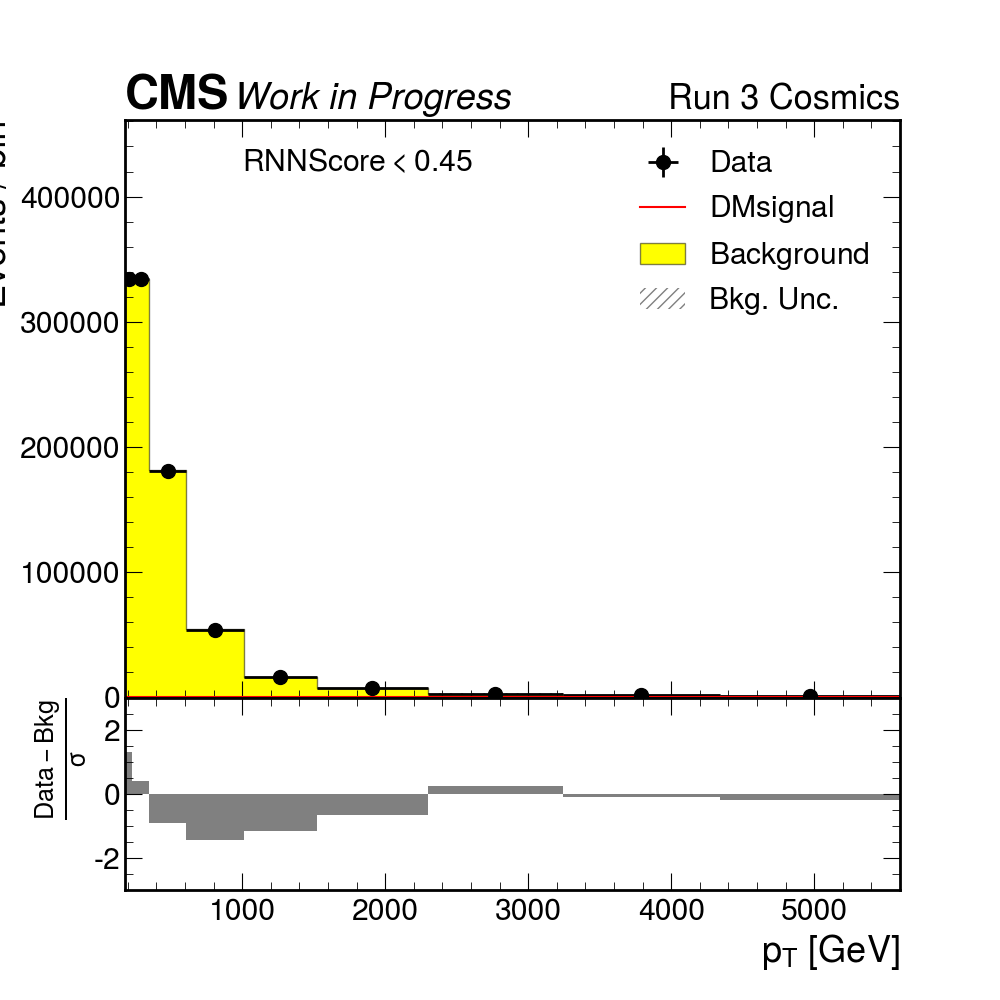 CMS Work in Progress Run 3 Cosmics
RNNScore < 0.45
Data
DMsignal
Background
Bkg. Unc.
400000
300000
200000
100000
0
Data – Bkg
σ
2
0
-2
1000 2000 3000 4000 5000
pT [GeV]